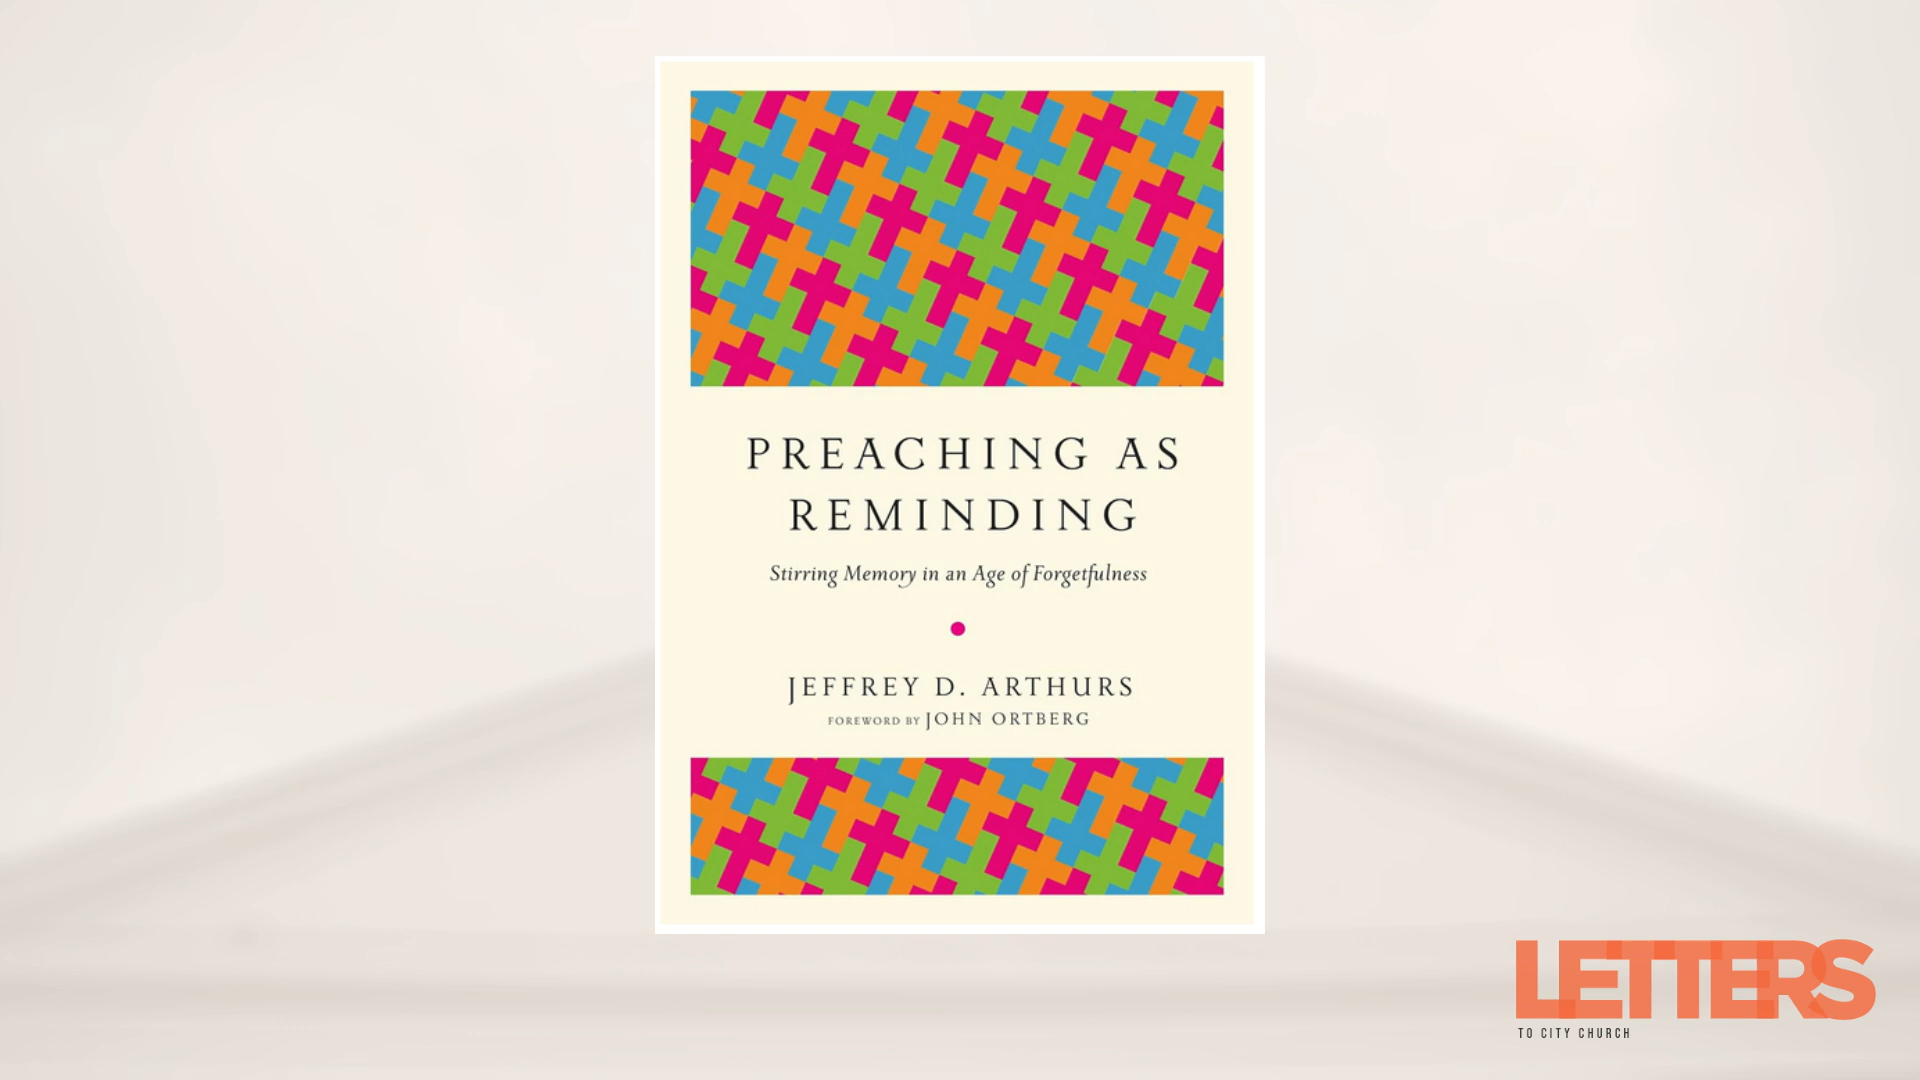 PREACHING AS
REMINDING
Stirring Memory in an Age of Forgetfulness
JEFFREY D. ARTHURS
FOREWORD BY JOHN ORTBERG
LETTERS
TO CITY CHURCH